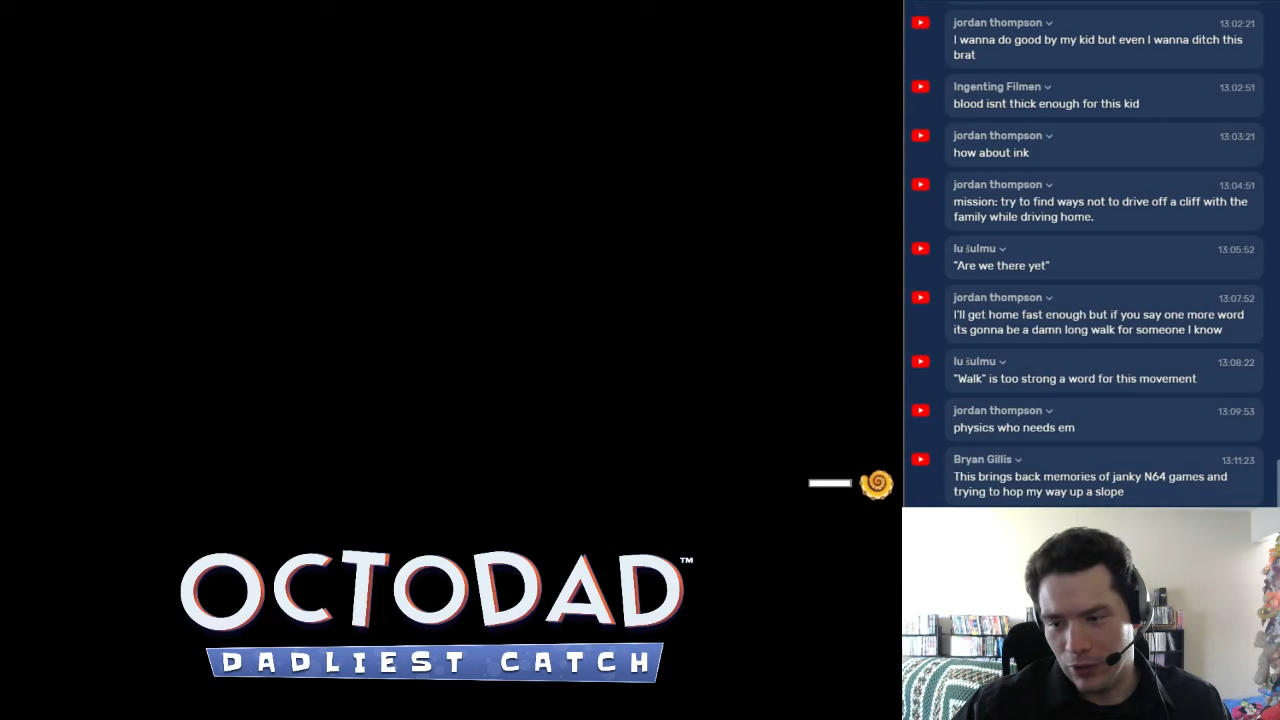 jordan thompson 13:02:21
I wanna do good by my kid but even I wanna ditch this
brat
Ingenting Filmen 13:02:51
blood isnt thick enough for this kid
jordan thompson 13:03:21
how about ink
jordan thompson 13:04:51
mission: try to find ways not to drive off a cliff with the
family while driving home.
lu šulmu 13:05:52
"Are we there yet"
jordan thompson 13:07:52
I'll get home fast enough but if you say one more word
its gonna be a damn long walk for someone I know
lu šulmu 13:08:22
"Walk" is too strong a word for this movement
jordan thompson 13:09:53
physics who needs em
Bryan Gillis 13:11:23
This brings back memories of janky N64 games and
trying to hop my way up a slope
OCTODAD™
DADLIEST CATCH